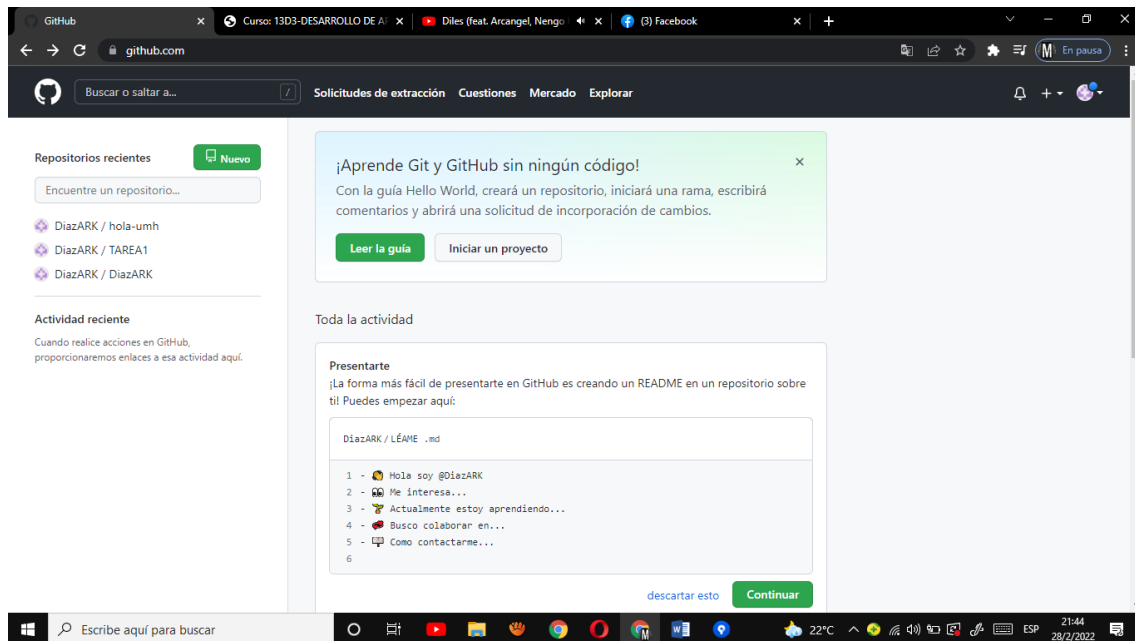 GitHub
Curso: 13D3-DESARROLLO DE AP
Diles (feat. Arcangel, Nengo
(3) Facebook
github.com
M
En pausa
Buscar o saltar a...
/
Solicitudes de extracción Cuestiones Mercado Explorar
Repositorios recientes
Nuevo
Encuentre un repositorio...
DiazARK / hola-umh
DiazARK / TAREA1
DiazARK / DiazARK
Actividad reciente
Cuando realice acciones en GitHub,
proporcionaremos enlaces a esa actividad aquí.
¡Aprende Git y GitHub sin ningún código!
Con la guía Hello World, creará un repositorio, iniciará una rama, escribirá
comentarios y abrirá una solicitud de incorporación de cambios.
Leer la guía
Iniciar un proyecto
Toda la actividad
Presentarte
¡La forma más fácil de presentarte en GitHub es creando un README en un repositorio sobre
ti! Puedes empezar aquí:
DiazARK / LÉAME .md
1 - 👋 Hola soy @DiazARK
2 - 👀 Me interesa...
3 - 🌱 Actualmente estoy aprendiendo...
4 - 💞️ Busco colaborar en...
5 - 📫 Como contactarme...
6
descartar esto
Continuar
Escribe aquí para buscar
22°C
ESP
21:44
28/2/2022